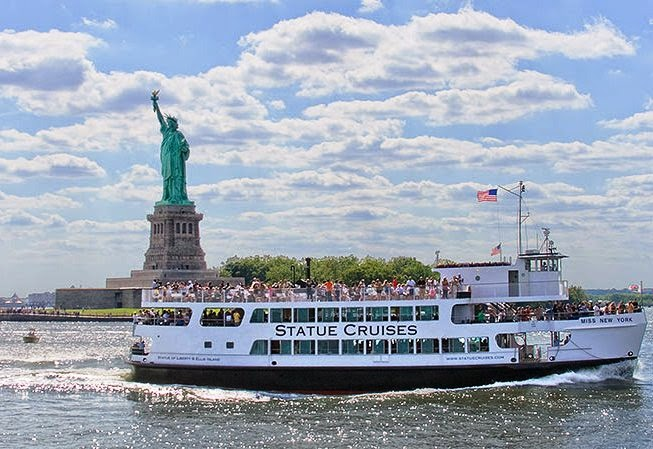 STATUE CRUISES
MISS NEW YORK
STATUE OF LIBERTY & ELLIS ISLAND
WWW.STATUECRUISES.COM